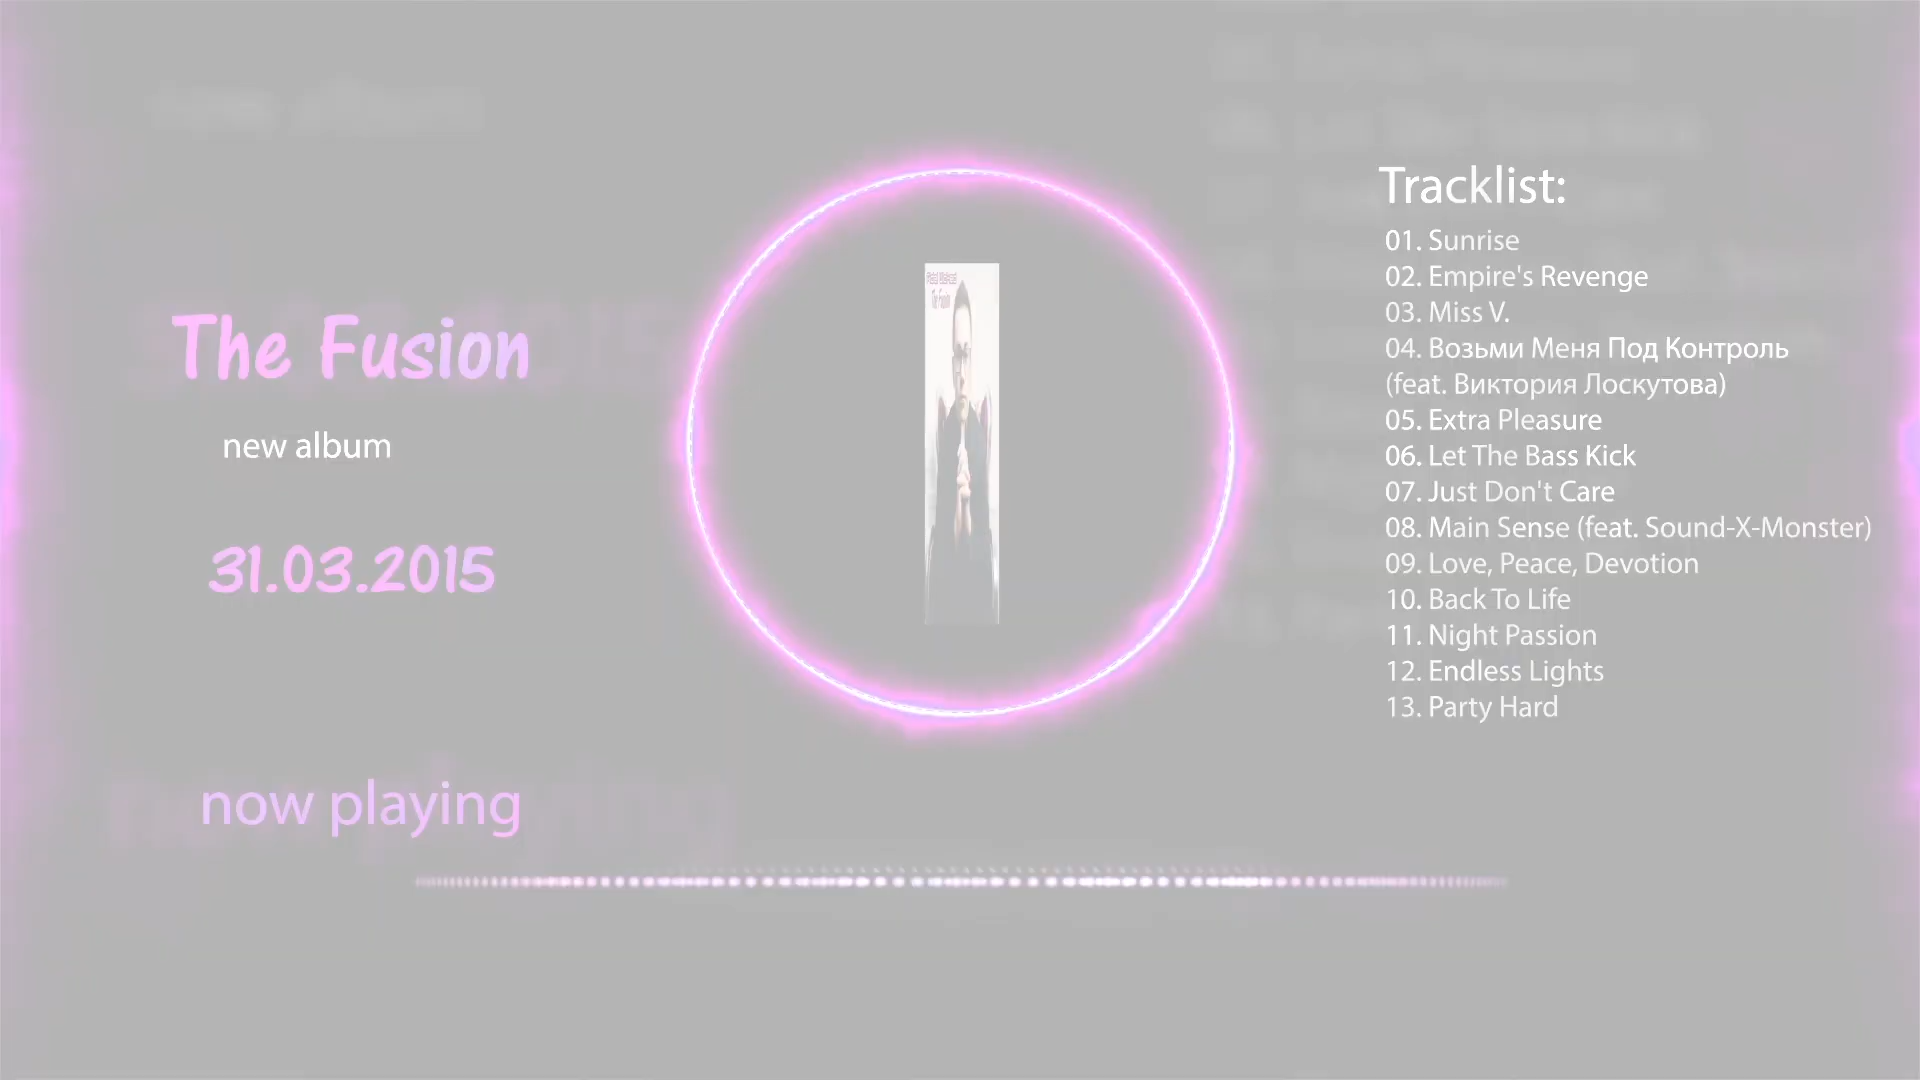 The Fusion
new album
31.03.2015
now playing
The Fusion
Tracklist:
01. Sunrise
02. Empire's Revenge
03. Miss V.
04. Возьми Меня Под Контроль
(feat. Виктория Лоскутова)
05. Extra Pleasure
06. Let The Bass Kick
07. Just Don't Care
08. Main Sense (feat. Sound-X-Monster)
09. Love, Peace, Devotion
10. Back To Life
11. Night Passion
12. Endless Lights
13. Party Hard